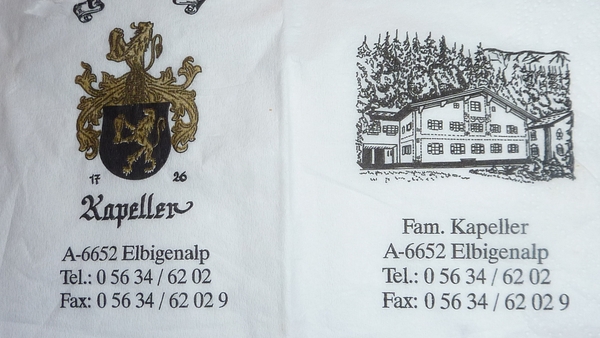 17 26
Kapeller
A-6652 Elbigenalp
Tel.: 0 56 34 / 62 02
Fax: 0 56 34 / 62 02 9
Fam. Kapeller
A-6652 Elbigenalp
Tel.: 0 56 34 / 62 02
Fax: 0 56 34 / 62 02 9